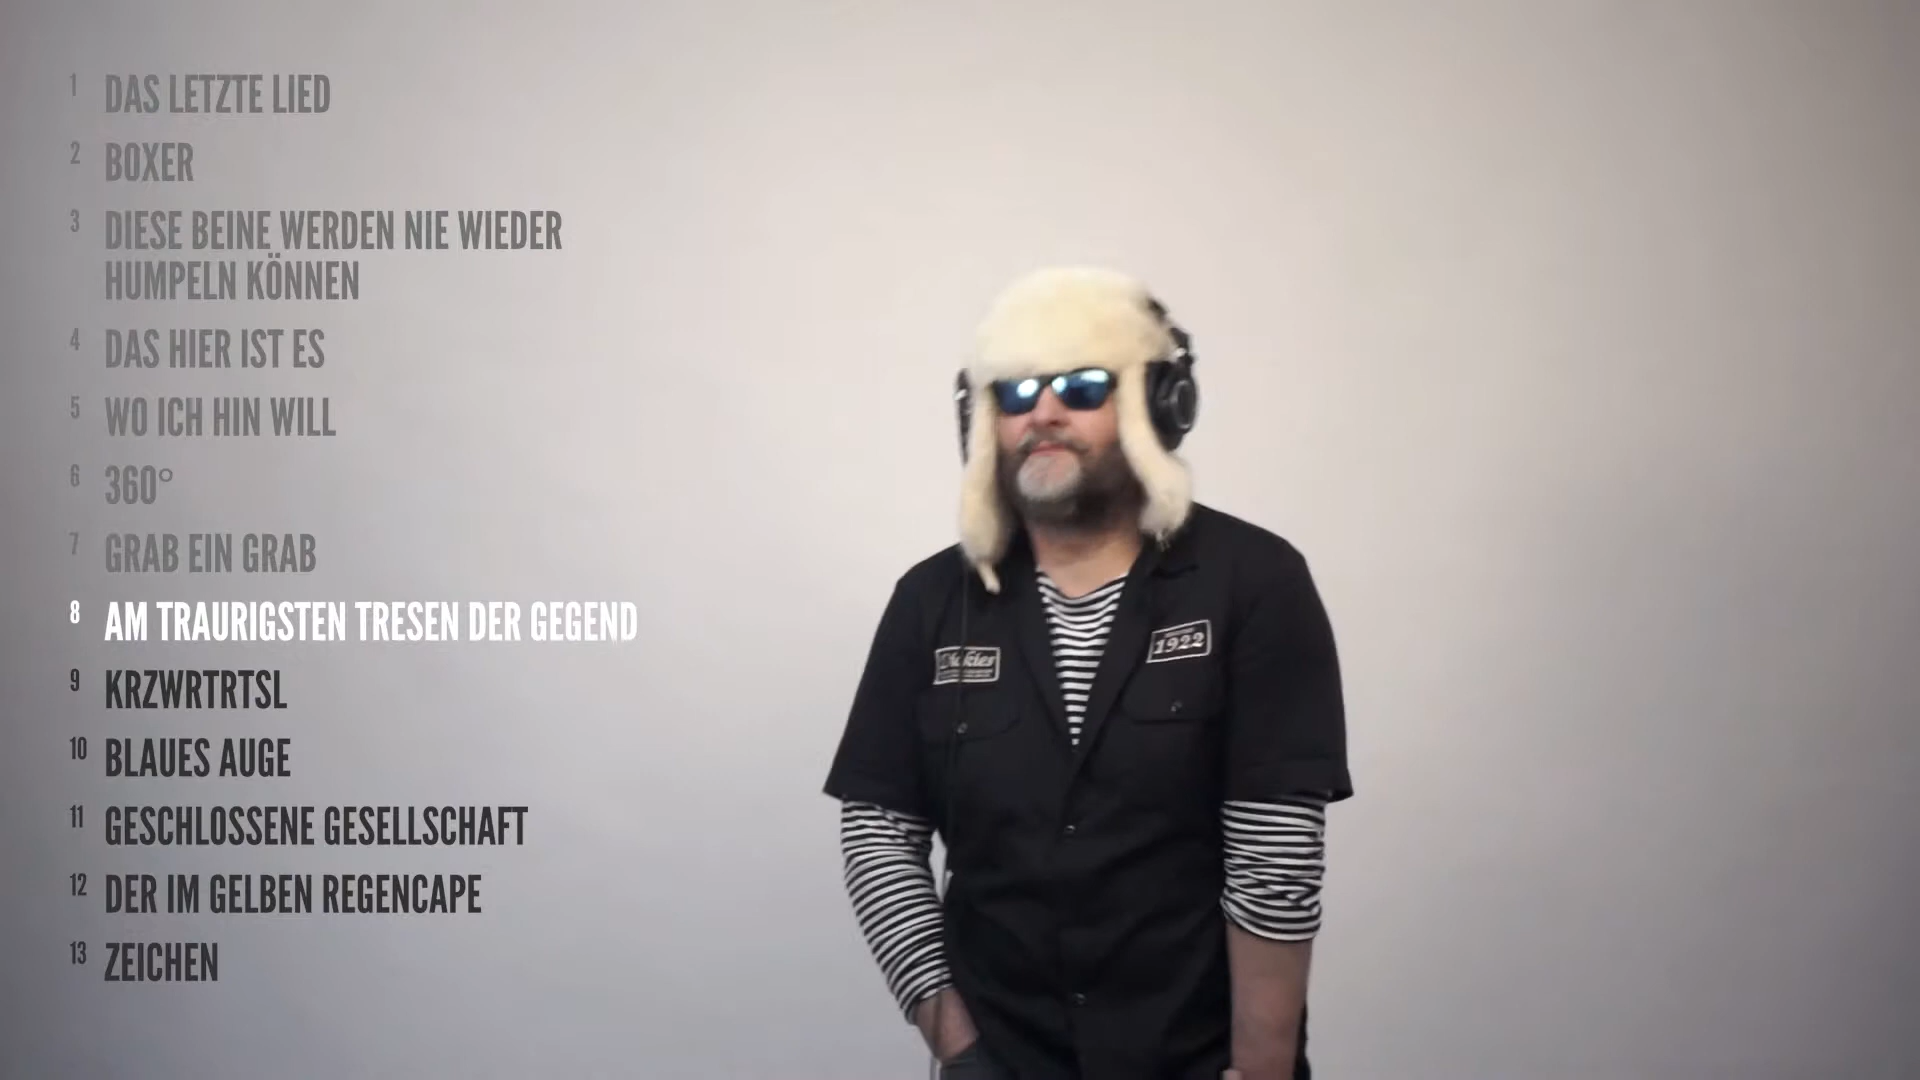 1 DAS LETZTE LIED
2 BOXER
3 DIESE BEINE WERDEN NIE WIEDER
HUMPELN KÖNNEN
4 DAS HIER IST ES
5 WO ICH HIN WILL
6 360°
7 GRAB EIN GRAB
8 AM TRAURIGSTEN TRESEN DER GEGEND
9 KRZWRTRTSL
10 BLAUES AUGE
11 GESCHLOSSENE GESELLSCHAFT
12 DER IM GELBEN REGENCAPE
13 ZEICHEN
Dickies
1922